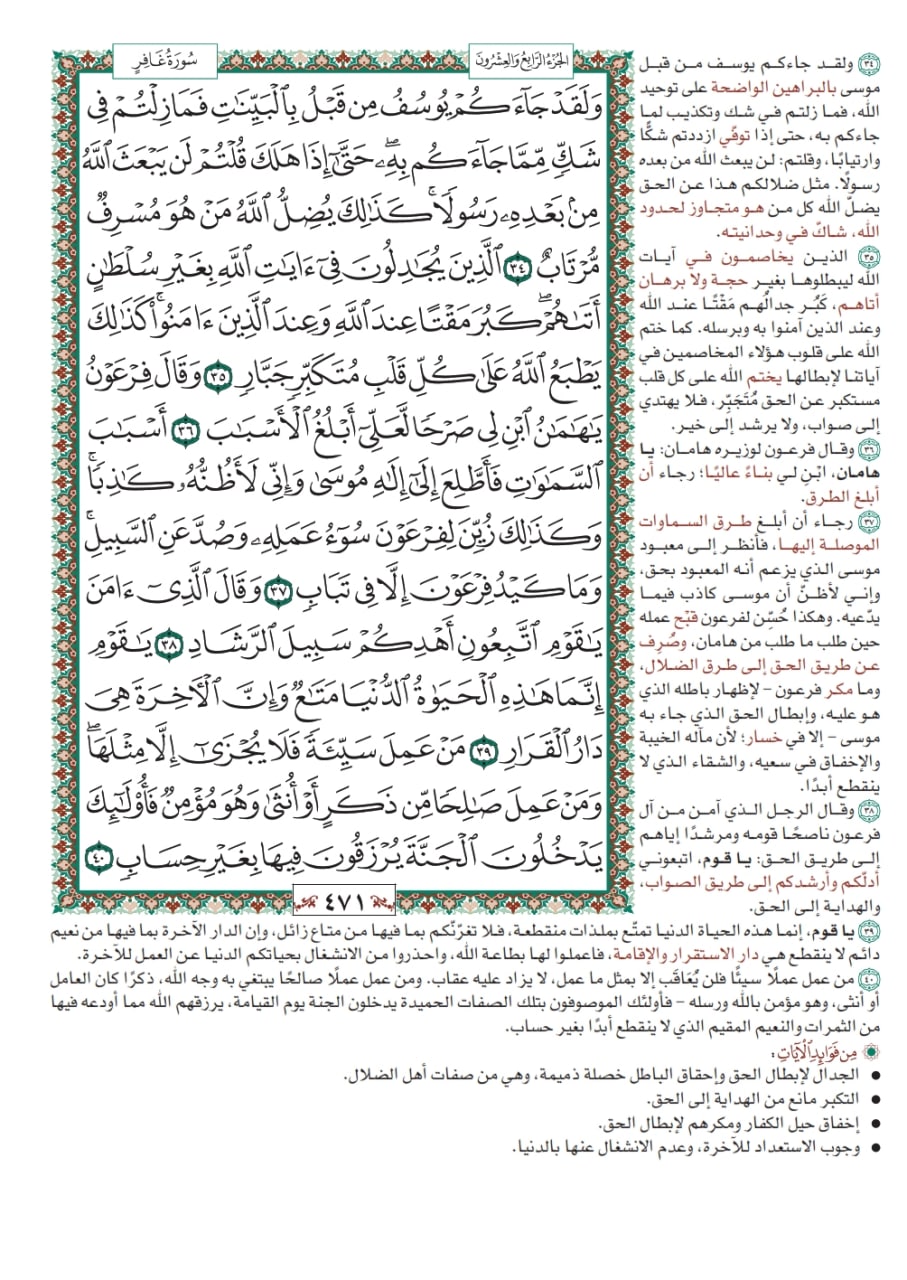 سُورَةُ غَافِرٍ
الجُزْءُ الرَّابِعُ وَالعِشْرُونَ
وَلَقَدْ جَآءَكُمْ يُوسُفُ مِن قَبْلُ بِٱلْبَيِّنَٰتِ فَمَا زِلْتُمْ فِى
شَكٍّ مِّمَّا جَآءَكُم بِهِۦۖ حَتَّىٰٓ إِذَا هَلَكَ قُلْتُمْ لَن يَبْعَثَ ٱللَّهُ
مِنۢ بَعْدِهِۦ رَسُولًاۚ كَذَٰلِكَ يُضِلُّ ٱللَّهُ مَنْ هُوَ مُسْرِفٌ
مُّرْتَابٌ ٣٤ ٱلَّذِينَ يُجَٰدِلُونَ فِىٓ ءَايَٰتِ ٱللَّهِ بِغَيْرِ سُلْطَٰنٍ
أَتَىٰهُمْۖ كَبُرَ مَقْتًا عِندَ ٱللَّهِ وَعِندَ ٱلَّذِينَ ءَامَنُوا۟ۚ كَذَٰلِكَ
يَطْبَعُ ٱللَّهُ عَلَىٰ كُلِّ قَلْبِ مُتَكَبِّرٍ جَبَّارٍ ٣٥ وَقَالَ فِرْعَوْنُ
يَٰهَٰمَٰنُ ٱبْنِ لِى صَرْحًا لَّعَلِّىٓ أَبْلُغُ ٱلْأَسْبَٰبَ ٣٦ أَسْبَٰبَ
ٱلسَّمَٰوَٰتِ فَأَطَّلِعَ إِلَىٰٓ إِلَٰهِ مُوسَىٰ وَإِنِّى لَأَظُنُّهُۥ كَٰذِبًاۚ
وَكَذَٰلِكَ زُيِّنَ لِفِرْعَوْنَ سُوٓءُ عَمَلِهِۦ وَصُدَّ عَنِ ٱلسَّبِيلِۚ
وَمَا كَيْدُ فِرْعَوْنَ إِلَّا فِى تَبَابٍ ٣٧ وَقَالَ ٱلَّذِىٓ ءَامَنَ
يَٰقَوْمِ ٱتَّبِعُونِ أَهْدِكُمْ سَبِيلَ ٱلرَّشَادِ ٣٨ يَٰقَوْمِ
إِنَّمَا هَٰذِهِ ٱلْحَيَوٰةُ ٱلدُّنْيَا مَتَٰعٌ وَإِنَّ ٱلْأَخِرَةَ هِىَ
دَارُ ٱلْقَرَارِ ٣٩ مَنْ عَمِلَ سَيِّئَةً فَلَا يُجْزَىٰٓ إِلَّا مِثْلَهَاۖ
وَمَنْ عَمِلَ صَٰلِحًا مِّن ذَكَرٍ أَوْ أُنثَىٰ وَهُوَ مُؤْمِنٌ فَأُو۟لَٰٓئِكَ
يَدْخُلُونَ ٱلْجَنَّةَ يُرْزَقُونَ فِيهَا بِغَيْرِ حِسَابٍ ٤٠
٤٧١
٣٤ ولقد جاءكم يوسف من قبل
موسى بالبراهين الواضحة على توحيد
الله، فما زلتم في شك وتكذيب لما
جاءكم به، حتى إذا توفّي ازددتم شكًّا
وارتيابًا، وقلتم: لن يبعث الله من بعده
رسولًا. مثل ضلالكم هذا عن الحق
يضلّ الله كل من هو متجاوز لحدود
الله، شاكّ في وحدانيته.
٣٥ الذين يخاصمون في آيات
الله ليبطلوها بغير حجة ولا برهان
أتاهم، كَبُر جدالُهم مَقْتًا عند الله
وعند الذين آمنوا به وبرسله. كما ختم
الله على قلوب هؤلاء المخاصمين في
آياتنا لإبطالها يختم الله على كل قلب
مستكبر عن الحق مُتَجَبِّر، فلا يهتدي
إلى صواب، ولا يرشد إلى خير.
٣٦ وقال فرعون لوزيره هامان: يا
هامان، ابْنِ لي بناءً عاليًا؛ رجاء أن
أبلغ الطرق.
٣٧ رجاء أن أبلغ طرق السماوات
الموصلة إليها، فأنظر إلى معبود
موسى الذي يزعم أنه المعبود بحق،
وإني لأظنّ أن موسى كاذب فيما
يدّعيه. وهكذا حُسِّن لفرعون قبْح عمله
حين طلب ما طلب من هامان، وصُرِف
عن طريق الحق إلى طرق الضلال،
وما مكر فرعون – لإظهار باطله الذي
هو عليه، وإبطال الحق الذي جاء به
موسى – إلا في خسار؛ لأن مآله الخيبة
والإخفاق في سعيه، والشقاء الذي لا
ينقطع أبدًا.
٣٨ وقال الرجل الذي آمن من آل
فرعون ناصحًا قومه ومرشدًا إياهم
إلى طريق الحق: يا قوم، اتبعوني
أدلّكم وأرشدكم إلى طريق الصواب،
والهداية إلى الحق.
٣٩ يا قوم، إنما هذه الحياة الدنيا تمتّع بملذات منقطعة، فلا تغرّنّكم بما فيها من متاع زائل، وإن الدار الآخرة بما فيها من نعيم
دائم لا ينقطع هي دار الاستقرار والإقامة، فاعملوا لها بطاعة الله، واحذروا من الانشغال بحياتكم الدنيا عن العمل للآخرة.
٤٠ من عمل عملًا سيئًا فلن يُعَاقَب إلا بمثل ما عمل، لا يزاد عليه عقاب. ومن عمل عملًا صالحًا يبتغي به وجه الله، ذكرًا كان العامل
أو أنثى، وهو مؤمن بالله ورسله – فأولئك الموصوفون بتلك الصفات الحميدة يدخلون الجنة يوم القيامة، يرزقهم الله مما أودعه فيها
من الثمرات والنعيم المقيم الذي لا ينقطع أبدًا بغير حساب.
مِن فَوَائِدِ الْآيَاتِ:
● الجدال لإبطال الحق وإحقاق الباطل خصلة ذميمة، وهي من صفات أهل الضلال.
● التكبر مانع من الهداية إلى الحق.
● إخفاق حيل الكفار ومكرهم لإبطال الحق.
● وجوب الاستعداد للآخرة، وعدم الانشغال عنها بالدنيا.